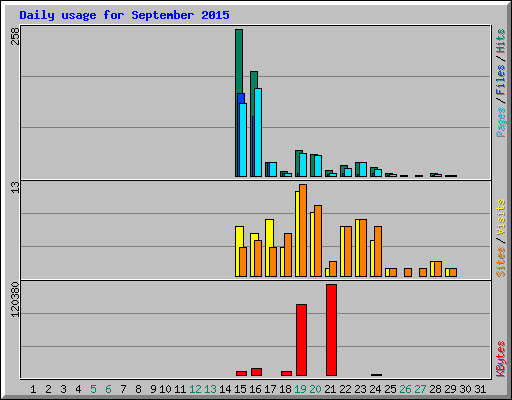 Daily usage for September 2015
258
Pages/Files/Hits
13
Sites/Visits
120380
KBytes
1 2 3 4 5 6 7 8 9 10 11 12 13 14 15 16 17 18 19 20 21 22 23 24 25 26 27 28 29 30 31